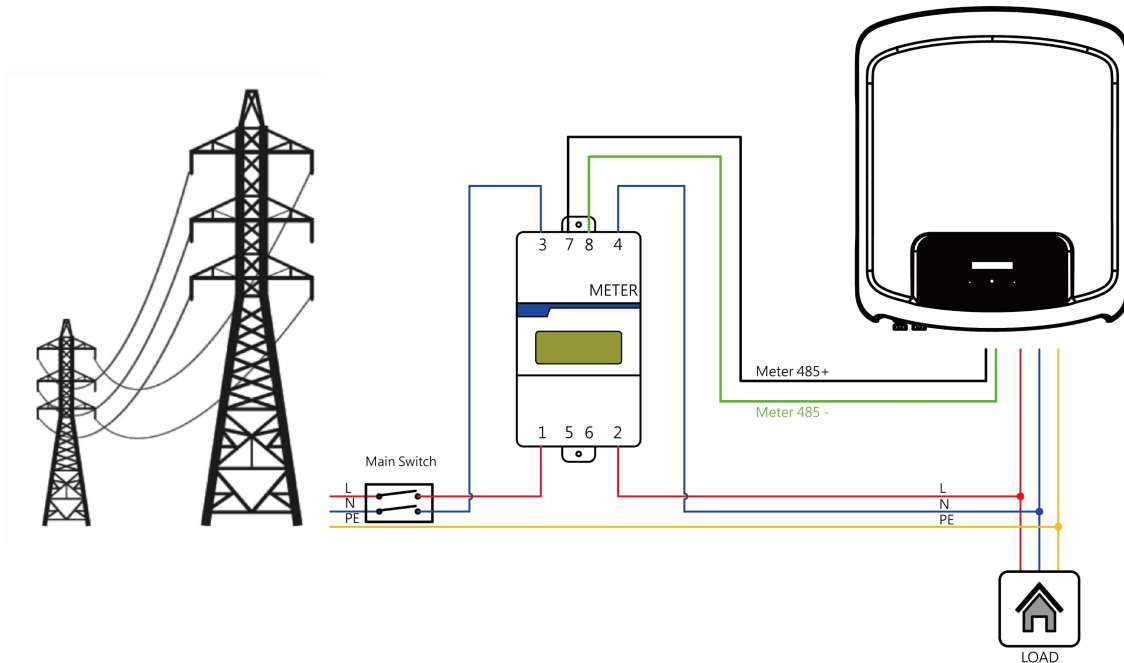 3 7 8 4
METER
Meter 485+
Meter 485 -
1 5 6 2
Main Switch
L
N
PE
L
N
PE
LOAD